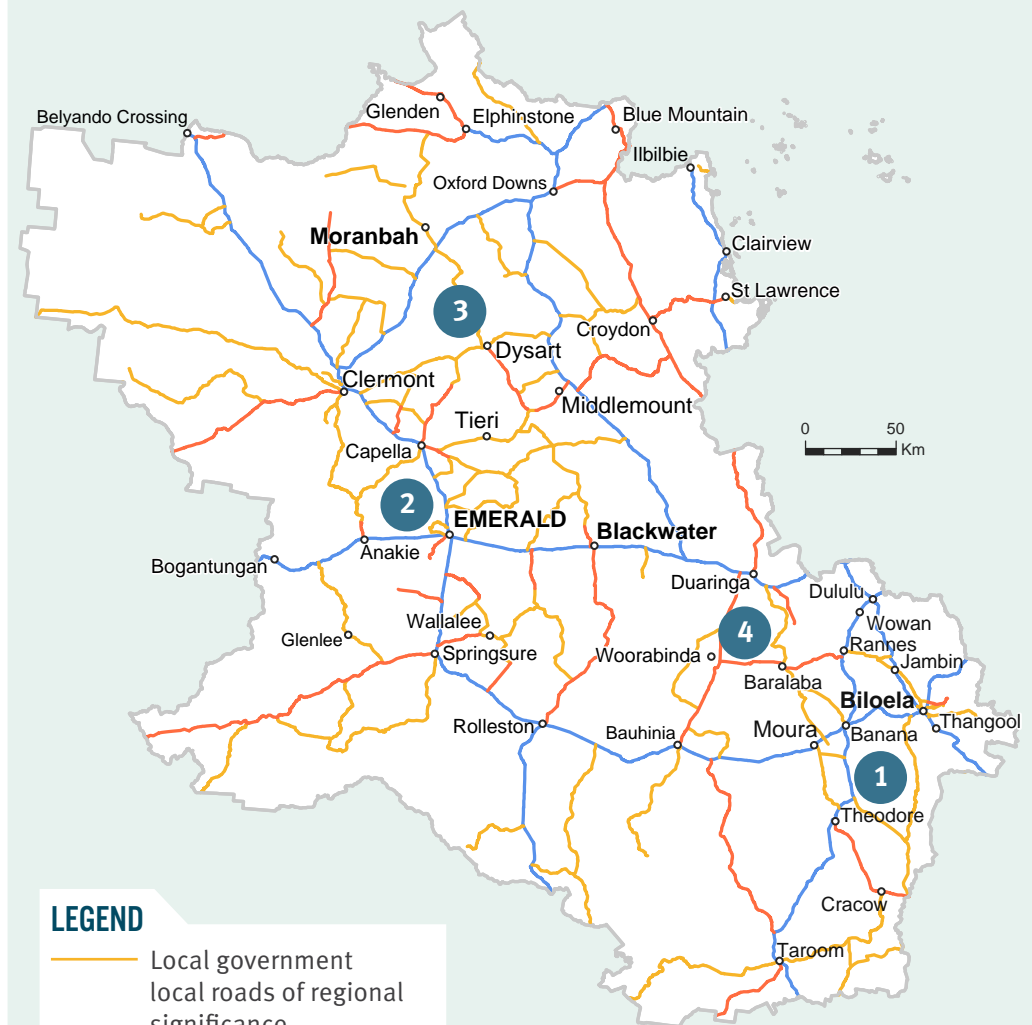 Glenden
Elphinstone
Blue Mountain
Belyando Crossing
Ilbilbie
Oxford Downs
Moranbah
Clairview
St Lawrence
3
Croydon
Dysart
Clermont
Middlemount
Tieri
0 50
Km
Capella
2
EMERALD
Blackwater
Anakie
Bogantungan
Duaringa
Dululu
Wowan
4
Wallalee
Glenlee
Springsure
Woorabinda
Rannes
Jambin
Baralaba
Biloela
Thangool
Rolleston
Bauhinia
Moura
Banana
1
Theodore
Cracow
Taroom
LEGEND
Local government
local roads of regional
significance